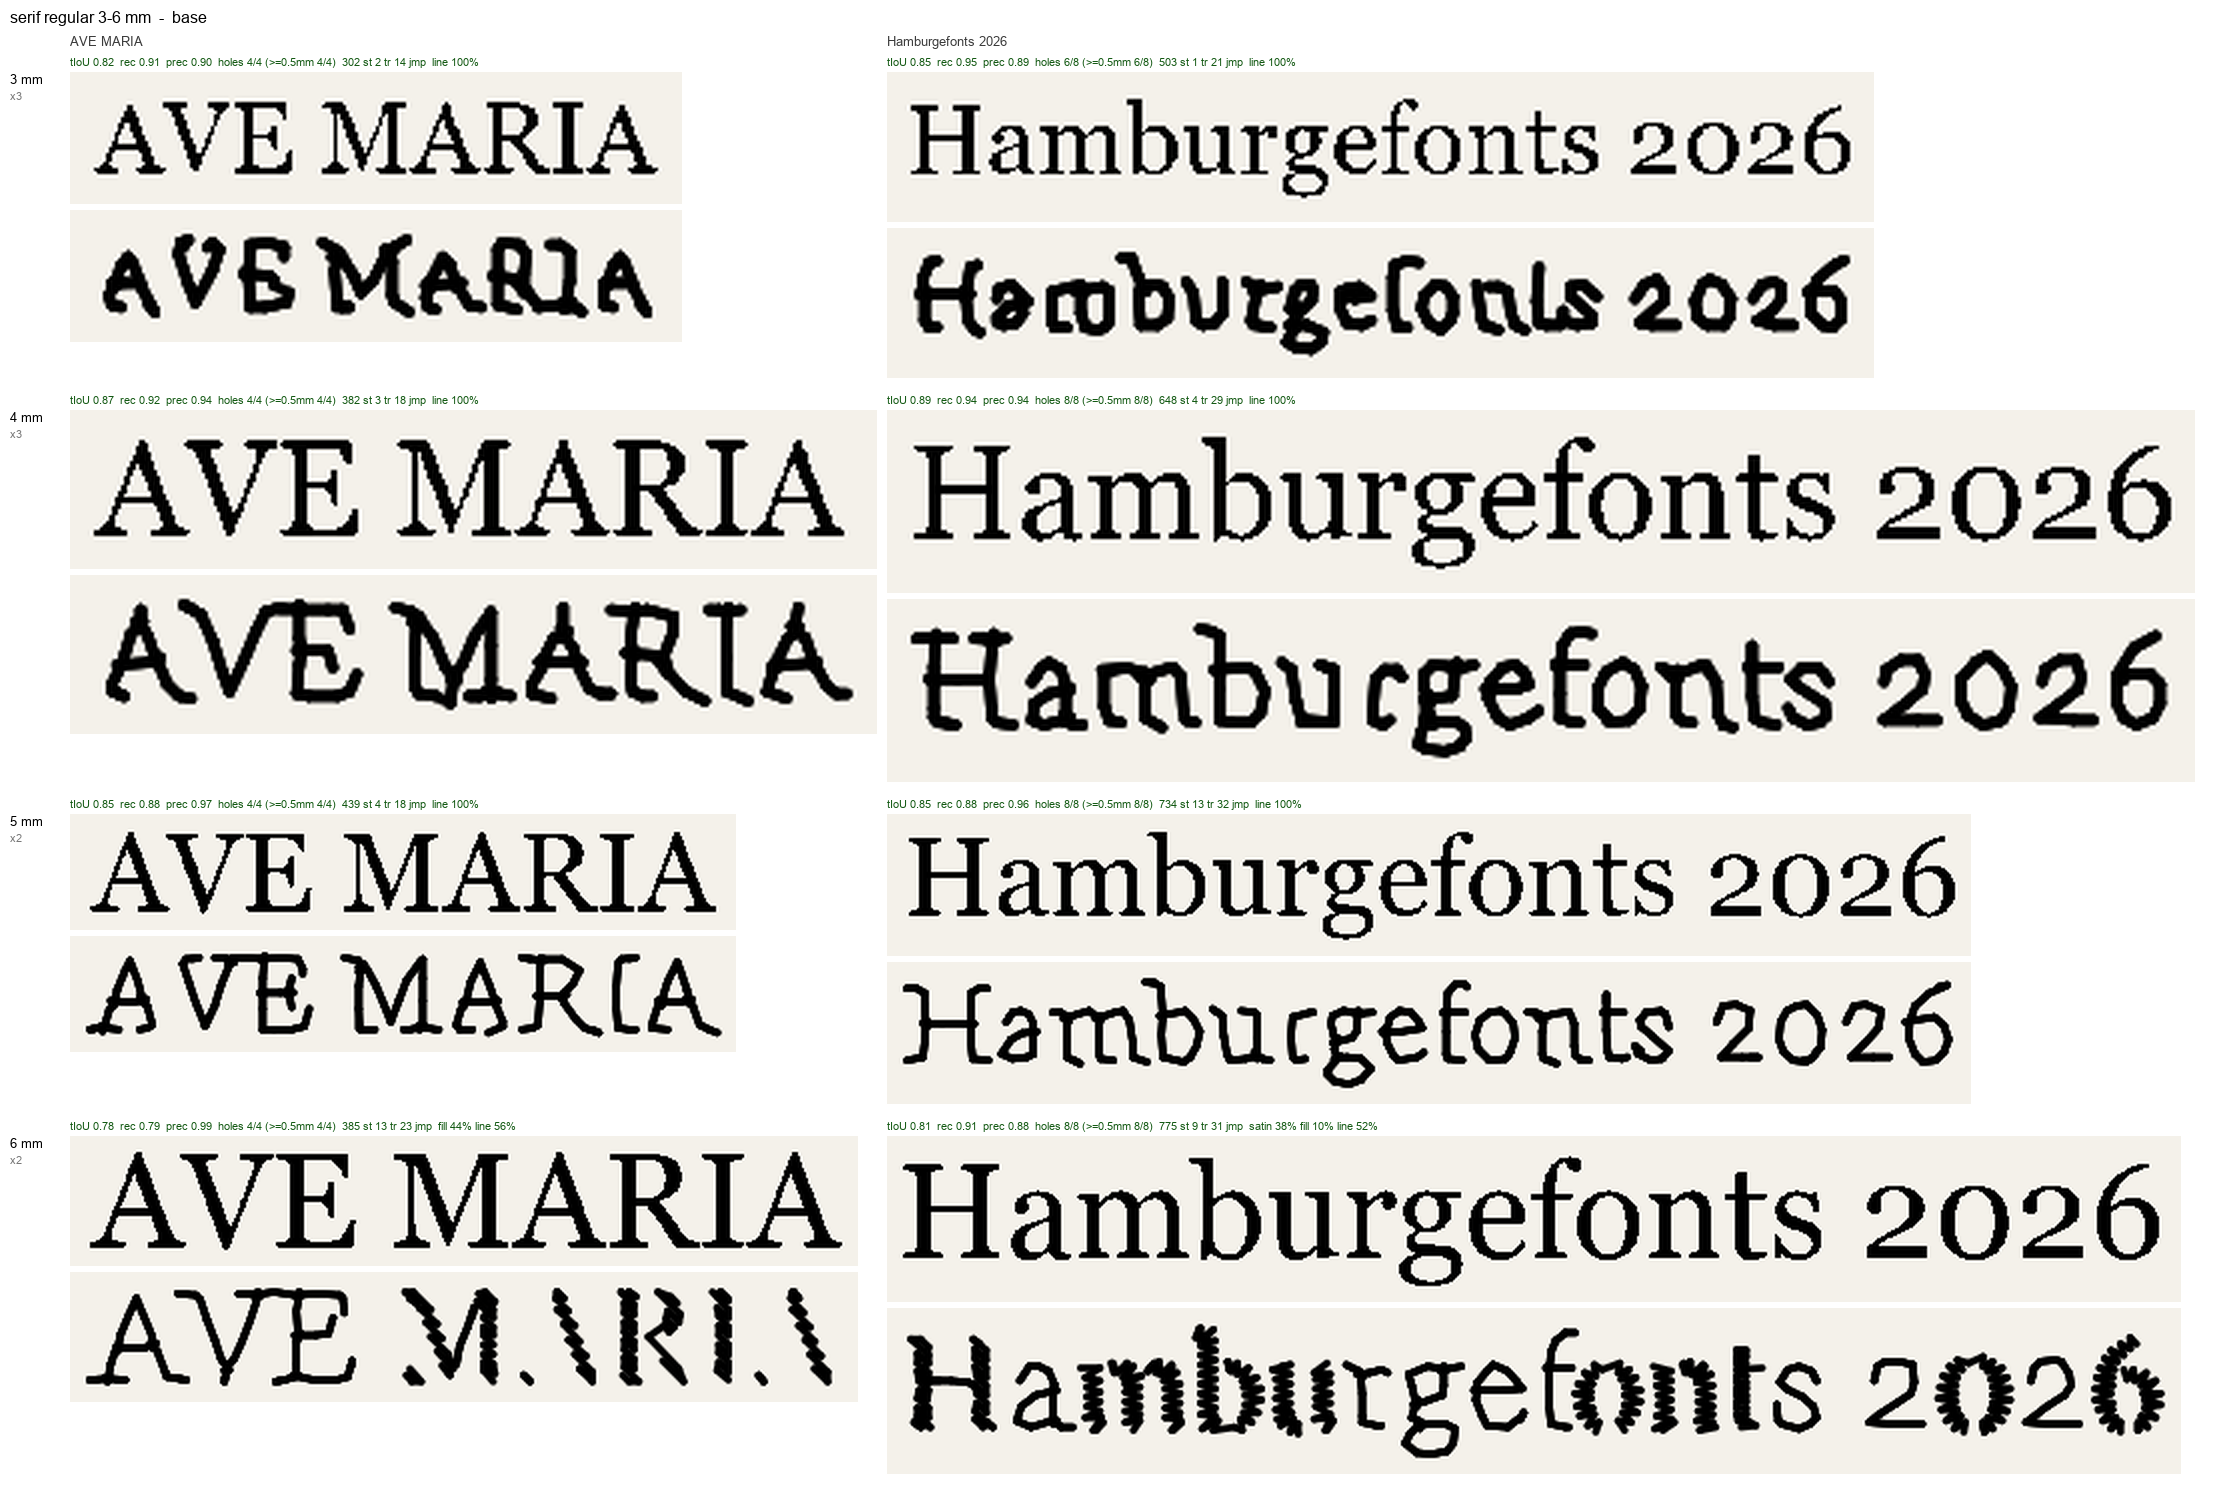 serif regular 3-6 mm - base
AVE MARIA Hamburgefonts 2026
tIoU 0.82 rec 0.91 prec 0.90 holes 4/4 (>=0.5mm 4/4) 302 st 2 tr 14 jmp line 100% tIoU 0.85 rec 0.95 prec 0.89 holes 6/8 (>=0.5mm 6/8) 503 st 1 tr 21 jmp line 100%
3 mm
x3
AVE MARIA Hamburgefonts 2026
AVE MARIA Hamburgefonts 2026
tIoU 0.87 rec 0.92 prec 0.94 holes 4/4 (>=0.5mm 4/4) 382 st 3 tr 18 jmp line 100% tIoU 0.89 rec 0.94 prec 0.94 holes 8/8 (>=0.5mm 8/8) 648 st 4 tr 29 jmp line 100%
4 mm
x3
AVE MARIA Hamburgefonts 2026
AVE MARIA Hamburgefonts 2026
tIoU 0.85 rec 0.88 prec 0.97 holes 4/4 (>=0.5mm 4/4) 439 st 4 tr 18 jmp line 100% tIoU 0.85 rec 0.88 prec 0.96 holes 8/8 (>=0.5mm 8/8) 734 st 13 tr 32 jmp line 100%
5 mm
x2
AVE MARIA Hamburgefonts 2026
AVE MARIA Hamburgefonts 2026
tIoU 0.78 rec 0.79 prec 0.99 holes 4/4 (>=0.5mm 4/4) 385 st 13 tr 23 jmp fill 44% line 56% tIoU 0.81 rec 0.91 prec 0.88 holes 8/8 (>=0.5mm 8/8) 775 st 9 tr 31 jmp satin 38% fill 10% line 52%
6 mm
x2
AVE MARIA Hamburgefonts 2026
AVE Hamburgefonts 2026